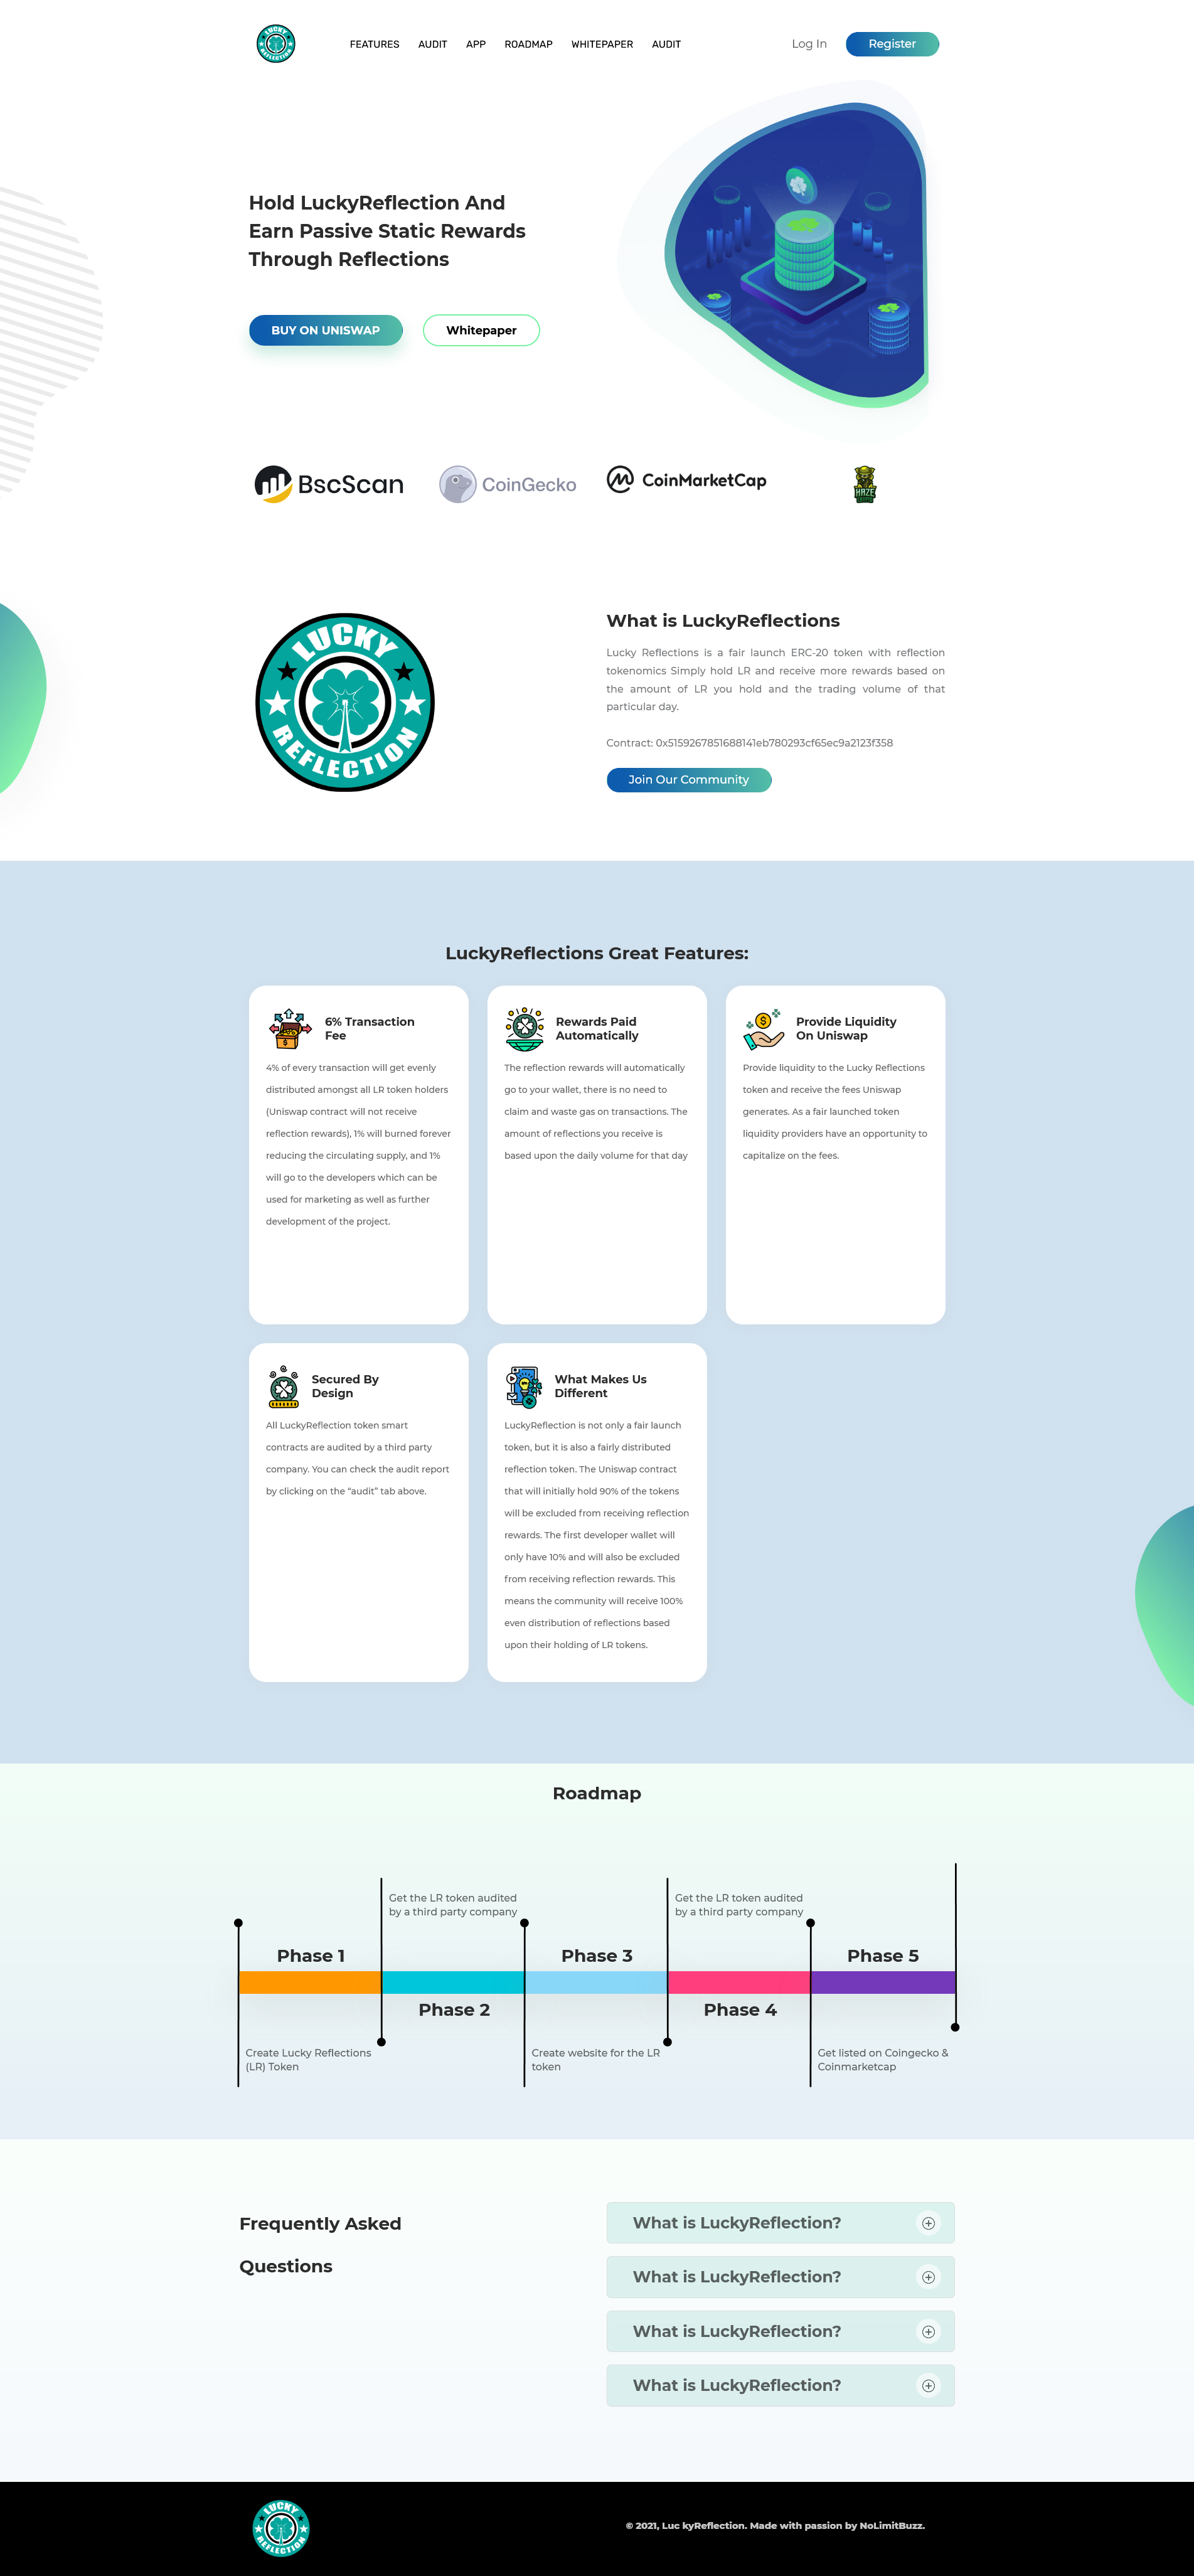 LUCKY
REFLECTION
FEATURES AUDIT APP ROADMAP WHITEPAPER AUDIT
Log In Register
Hold LuckyReflection And
Earn Passive Static Rewards
Through Reflections
BUY ON UNISWAP Whitepaper
BscScan CoinGecko CoinMarketCap HAZE
LUCKY
REFLECTION
What is LuckyReflections
Lucky Reflections is a fair launch ERC-20 token with reflection
tokenomics Simply hold LR and receive more rewards based on
the amount of LR you hold and the trading volume of that
particular day.
Contract: 0x5159267851688141eb780293cf65ec9a2123f358
Join Our Community
LuckyReflections Great Features:
6% Transaction
Fee
4% of every transaction will get evenly
distributed amongst all LR token holders
(Uniswap contract will not receive
reflection rewards), 1% will burned forever
reducing the circulating supply, and 1%
will go to the developers which can be
used for marketing as well as further
development of the project.
Rewards Paid
Automatically
The reflection rewards will automatically
go to your wallet, there is no need to
claim and waste gas on transactions. The
amount of reflections you receive is
based upon the daily volume for that day
Provide Liquidity
On Uniswap
Provide liquidity to the Lucky Reflections
token and receive the fees Uniswap
generates. As a fair launched token
liquidity providers have an opportunity to
capitalize on the fees.
Secured By
Design
All LuckyReflection token smart
contracts are audited by a third party
company. You can check the audit report
by clicking on the “audit” tab above.
What Makes Us
Different
LuckyReflection is not only a fair launch
token, but it is also a fairly distributed
reflection token. The Uniswap contract
that will initially hold 90% of the tokens
will be excluded from receiving reflection
rewards. The first developer wallet will
only have 10% and will also be excluded
from receiving reflection rewards. This
means the community will receive 100%
even distribution of reflections based
upon their holding of LR tokens.
Roadmap
Phase 1
Create Lucky Reflections
(LR) Token
Get the LR token audited
by a third party company
Phase 2
Phase 3
Create website for the LR
token
Get the LR token audited
by a third party company
Phase 4
Phase 5
Get listed on Coingecko &
Coinmarketcap
Frequently Asked
Questions
What is LuckyReflection?
What is LuckyReflection?
What is LuckyReflection?
What is LuckyReflection?
LUCKY
REFLECTION
© 2021, Luc kyReflection. Made with passion by NoLimitBuzz.